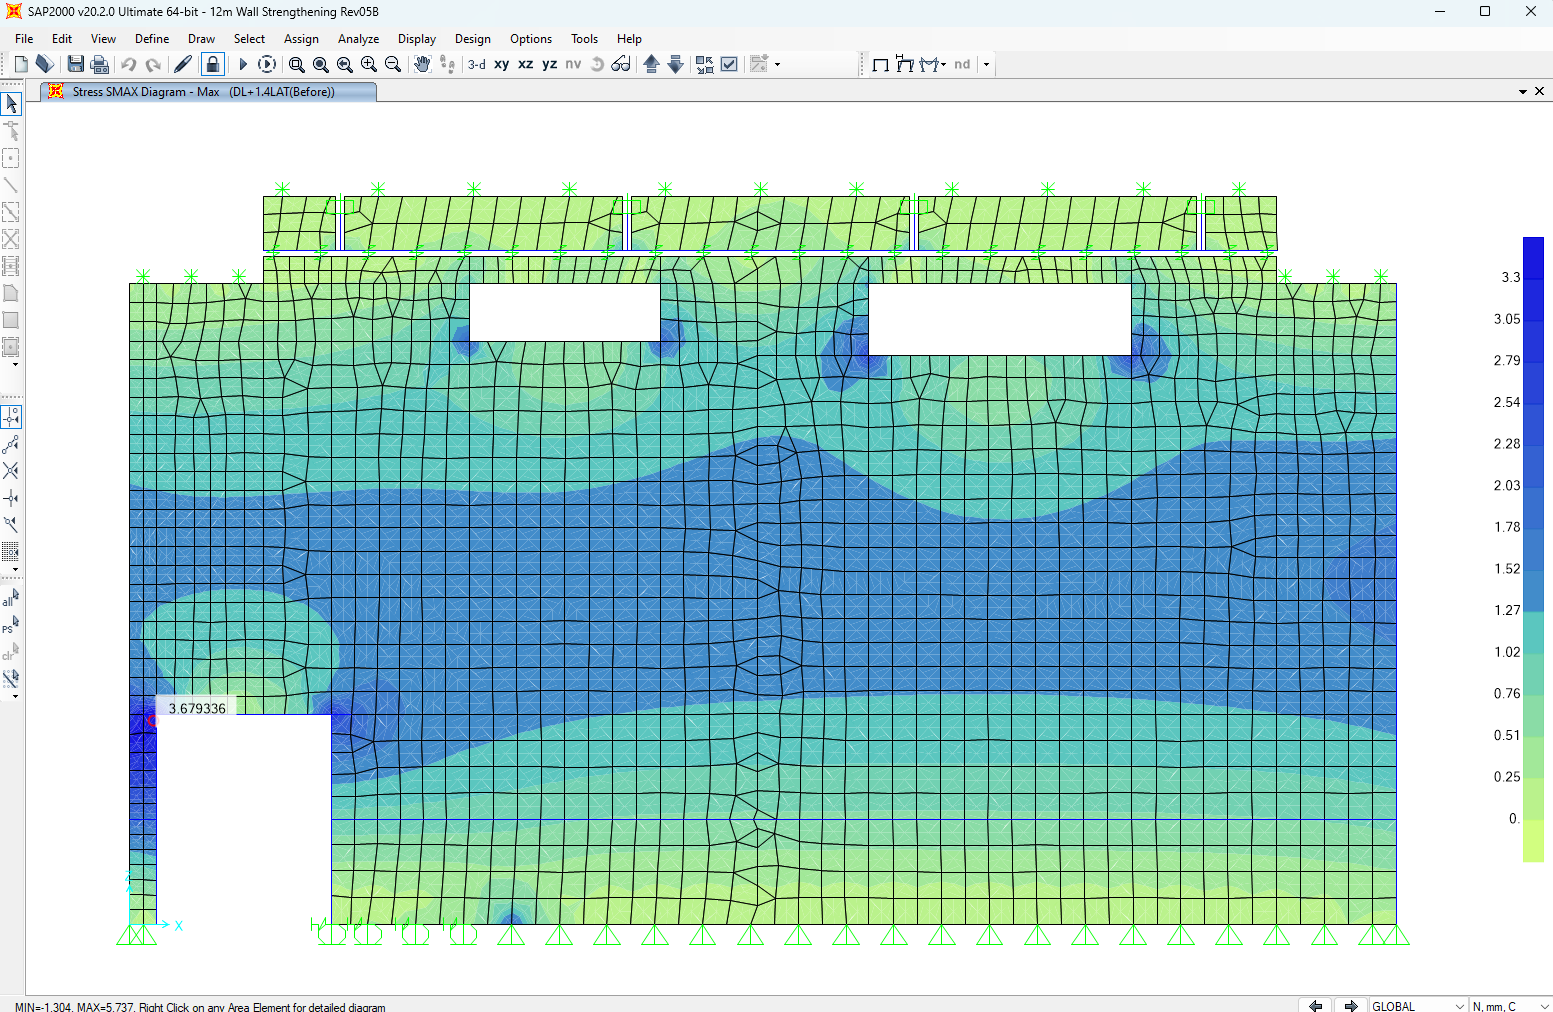 SAP2000 v20.2.0 Ultimate 64-bit - 12m Wall Strengthening Rev05B
File Edit View Define Draw Select Assign Analyze Display Design Options Tools Help
3-d xy xz yz nv nd
Stress SMAX Diagram - Max (DL+1.4LAT(Before))
all
PS
clr
3.3
3.05
2.79
2.54
2.28
2.03
1.78
1.52
1.27
1.02
0.76
0.51
0.25
0.
3.679336
Z
X
MIN=-1.304, MAX=5.737, Right Click on any Area Element for detailed diagram
GLOBAL
N, mm, C